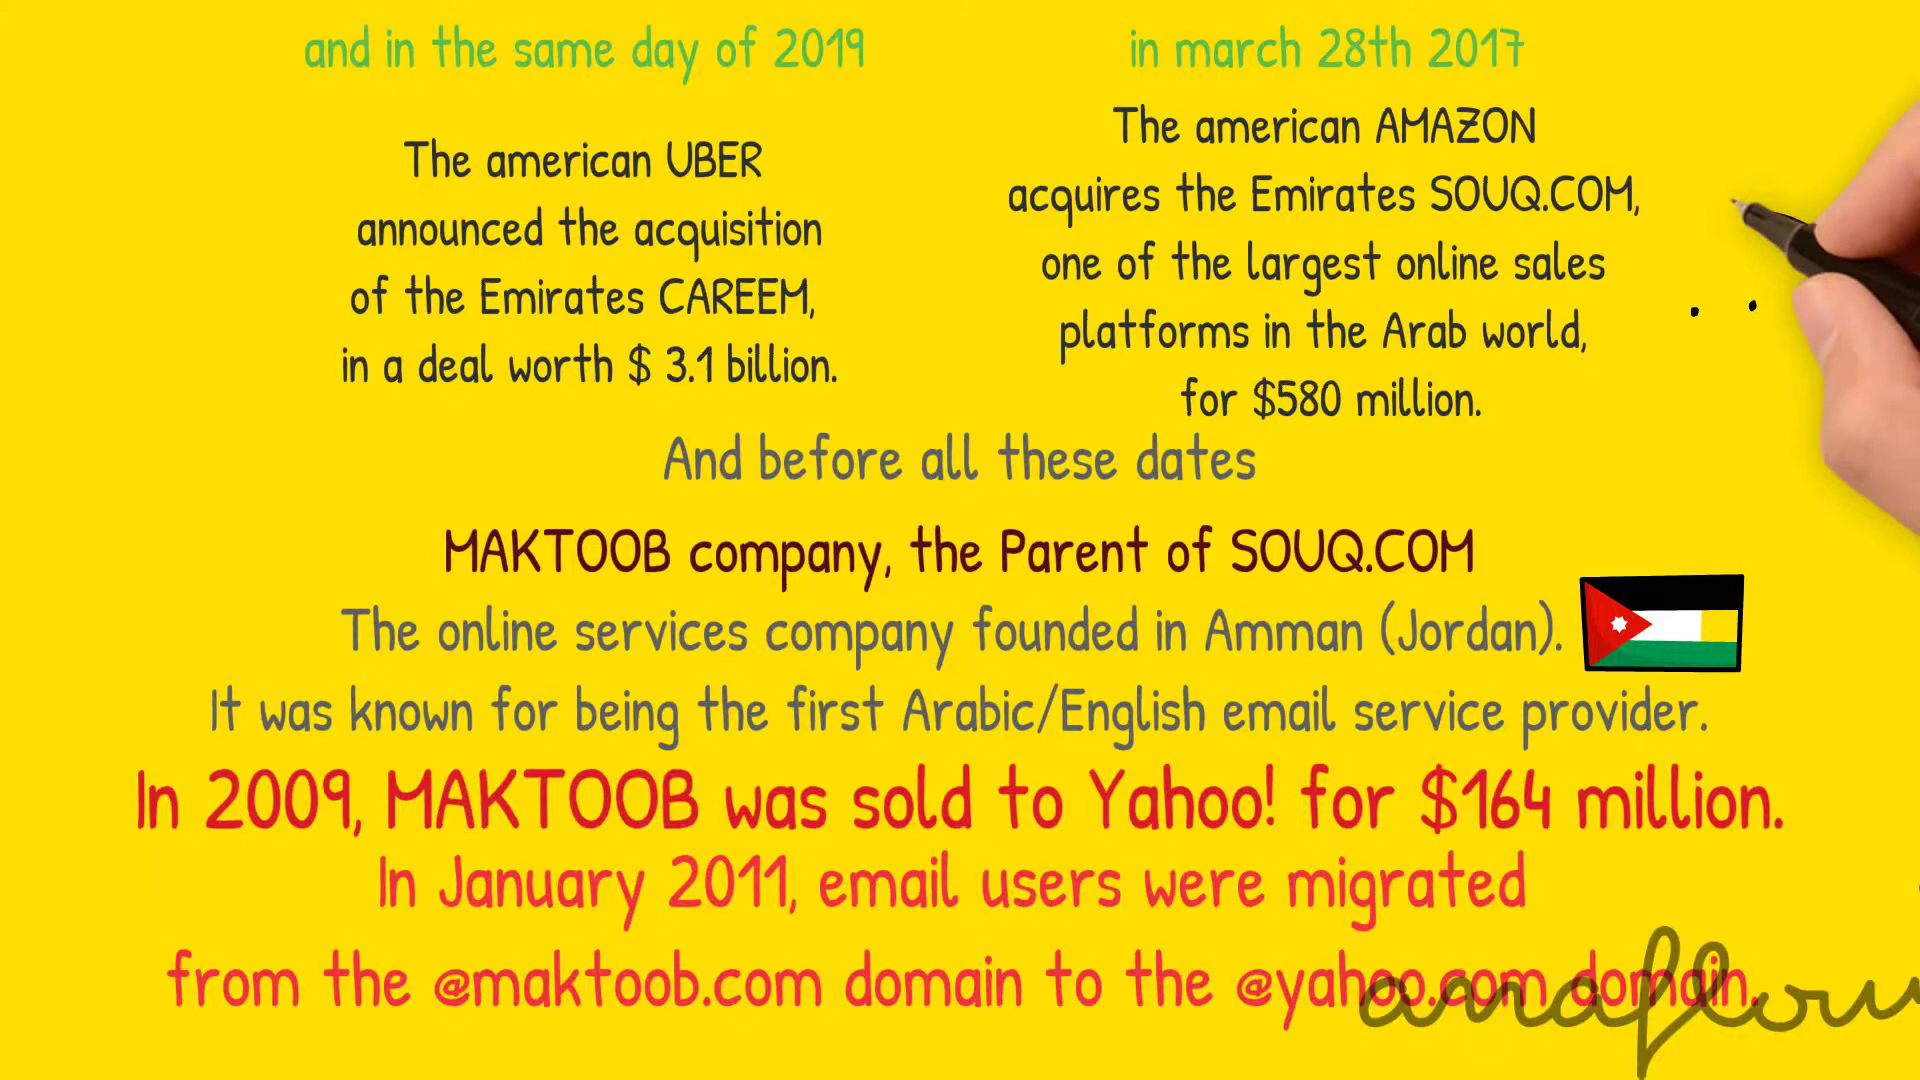 and in the same day of 2019
The american UBER
announced the acquisition
of the Emirates CAREEM,
in a deal worth $ 3.1 billion.
in march 28th 2017
The american AMAZON
acquires the Emirates SOUQ.COM,
one of the largest online sales
platforms in the Arab world,
for $580 million.
And before all these dates
MAKTOOB company, the Parent of SOUQ.COM
The online services company founded in Amman (Jordan).
It was known for being the first Arabic/English email service provider.
In 2009, MAKTOOB was sold to Yahoo! for $164 million.
In January 2011, email users were migrated
from the @maktoob.com domain to the @yahoo.com domain.